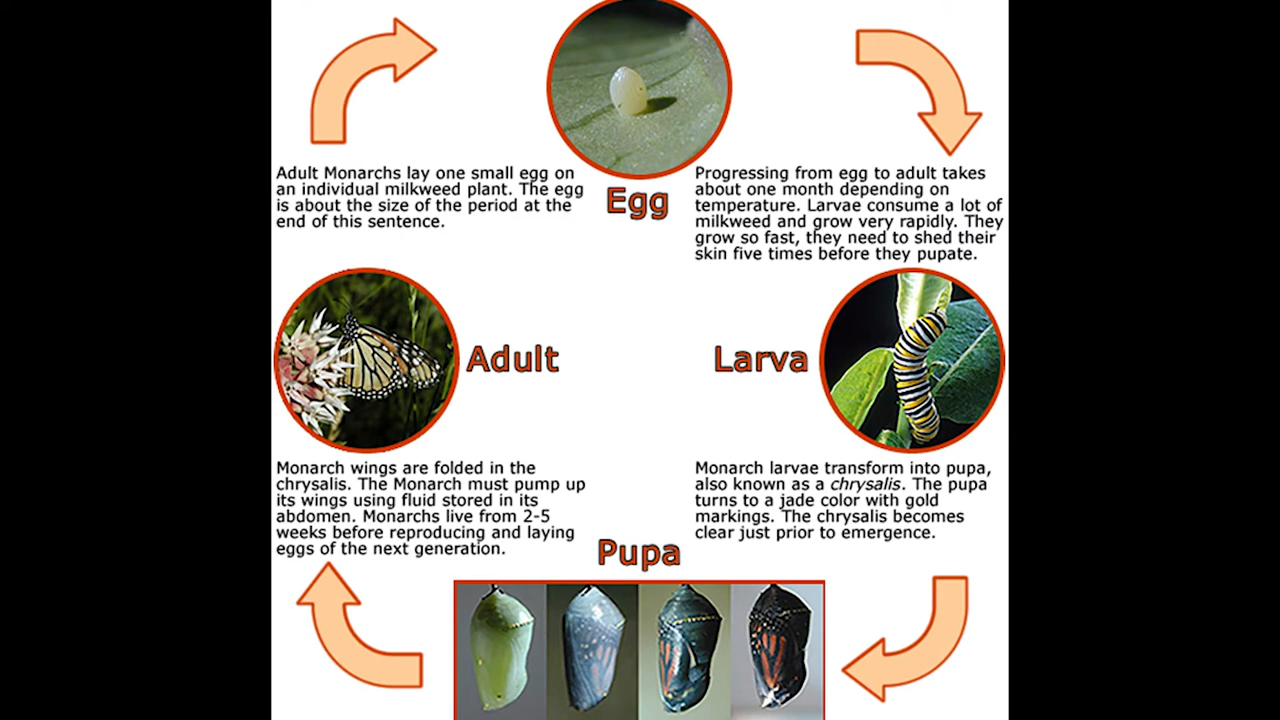 Adult Monarchs lay one small egg on
an individual milkweed plant. The egg
is about the size of the period at the
end of this sentence.
Egg
Progressing from egg to adult takes
about one month depending on
temperature. Larvae consume a lot of
milkweed and grow very rapidly. They
grow so fast, they need to shed their
skin five times before they pupate.
Adult
Larva
Monarch wings are folded in the
chrysalis. The Monarch must pump up
its wings using fluid stored in its
abdomen. Monarchs live from 2-5
weeks before reproducing and laying
eggs of the next generation.
Monarch larvae transform into pupa,
also known as a chrysalis. The pupa
turns to a jade color with gold
markings. The chrysalis becomes
clear just prior to emergence.
Pupa